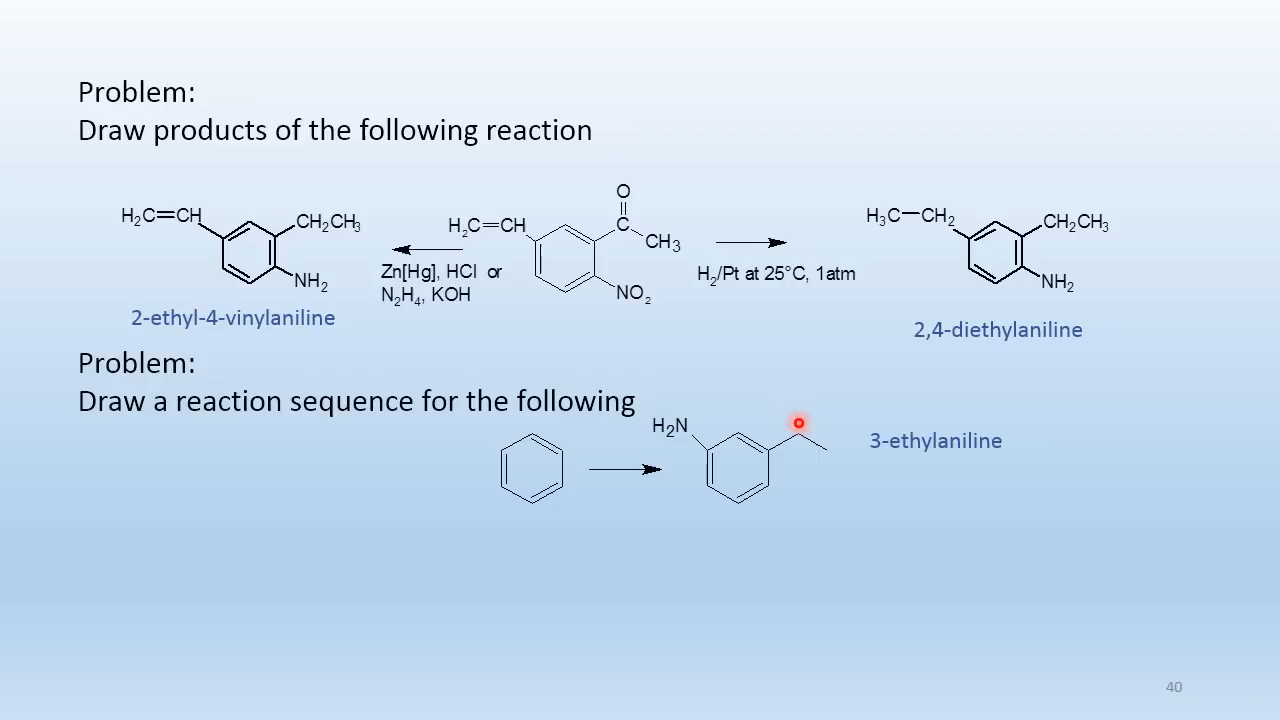 Problem:
Draw products of the following reaction
O
H₂C=CH
CH₂CH₃
NH₂
H₂C=CH
C
CH₃
NO₂
H₃C—CH₂
CH₂CH₃
NH₂
Zn[Hg], HCl or
N₂H₄, KOH
H₂/Pt at 25°C, 1atm
2-ethyl-4-vinylaniline
2,4-diethylaniline
Problem:
Draw a reaction sequence for the following
H₂N
3-ethylaniline
40